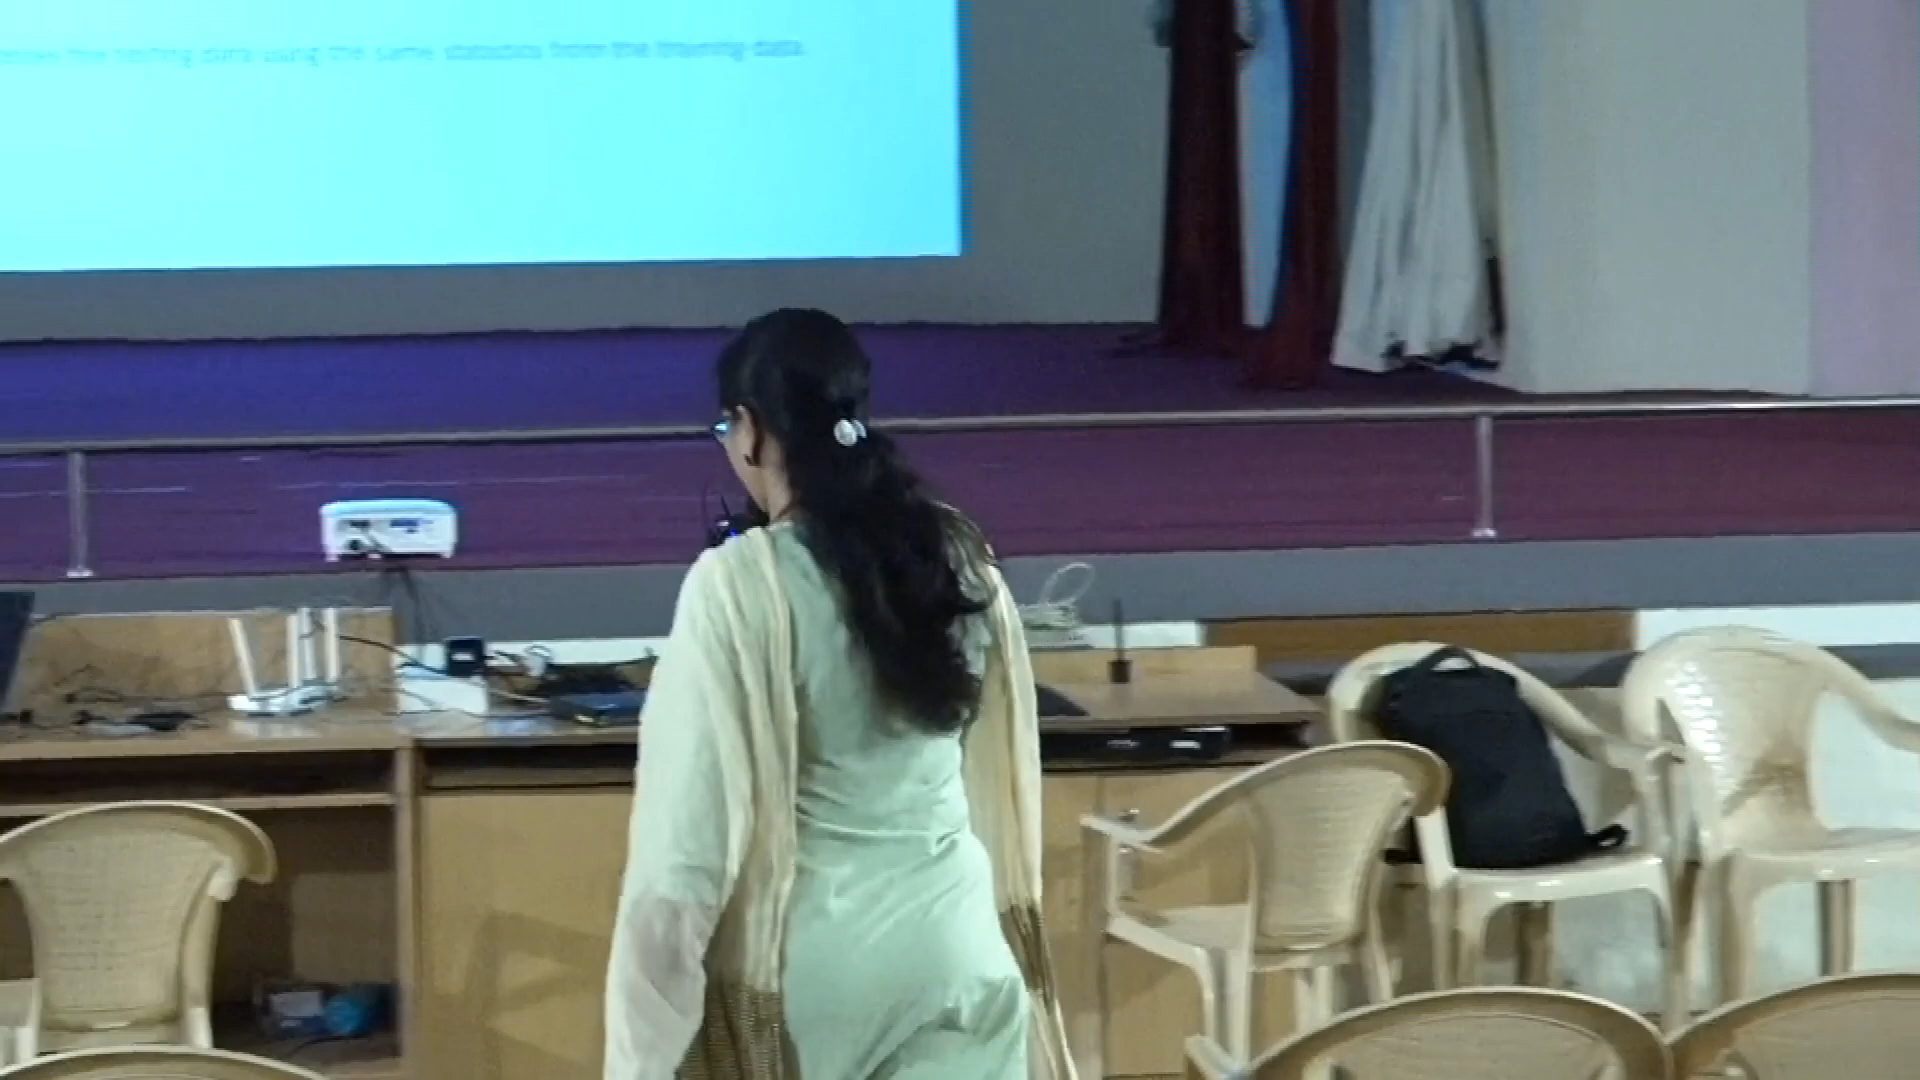 the testing data using the same statistics from the training data